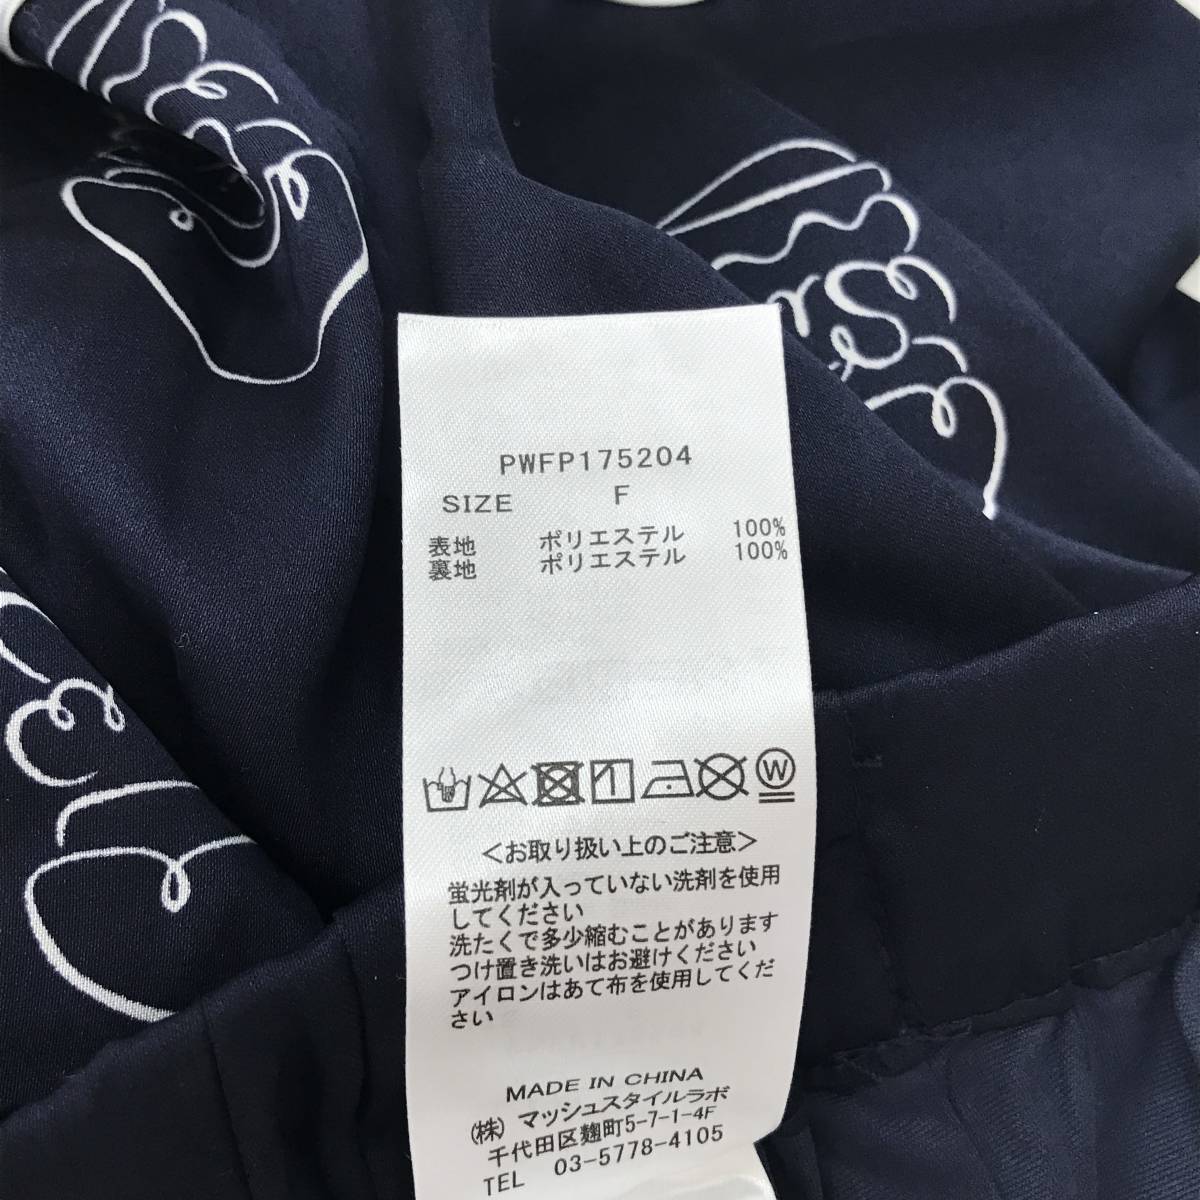 PWFP175204
SIZE F
表地 ポリエステル 100%
裏地 ポリエステル 100%
W
<お取り扱い上のご注意>
蛍光剤が入っていない洗剤を使用
してください
洗たくで多少縮むことがあります
つけ置き洗いはお避けください
アイロンはあて布を使用してくだ
さい
MADE IN CHINA
(株) マッシュスタイルラボ
千代田区麹町5-7-1-4F
TEL 03-5778-4105